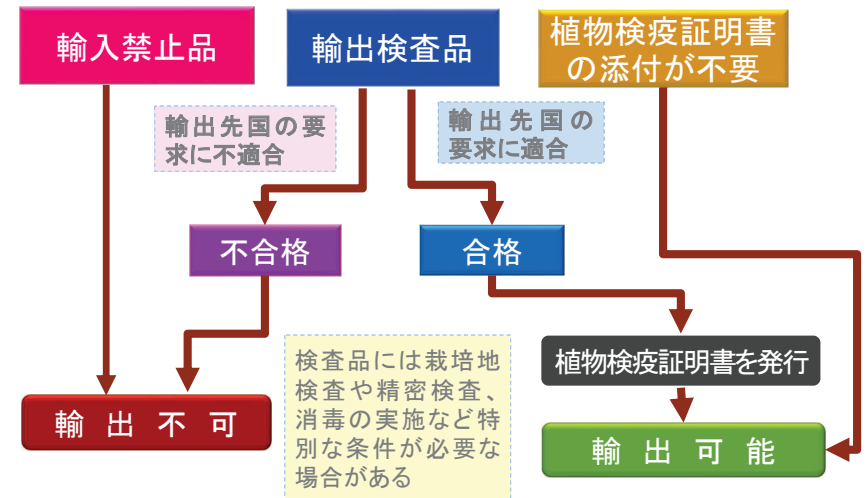 輸入禁止品
輸出検査品
植物検疫証明書
の添付が不要
輸出先国の要
求に不適合
輸出先国の
要求に適合
不合格
合格
検査品には栽培地
検査や精密検査、
消毒の実施など特
別な条件が必要な
場合がある
植物検疫証明書を発行
輸出不可
輸出可能